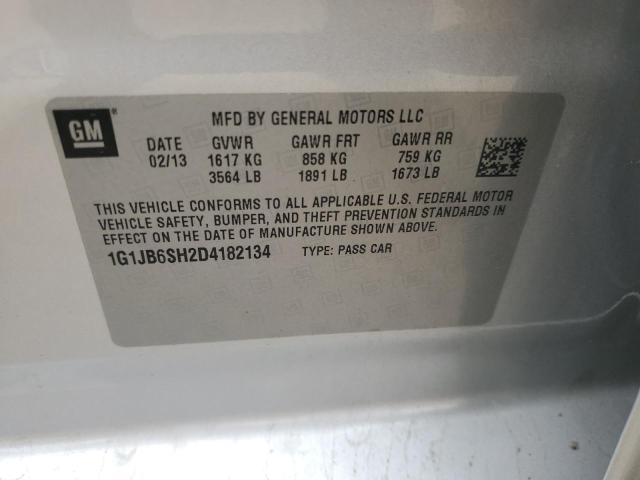 GM
MFD BY GENERAL MOTORS LLC
DATE GVWR GAWR FRT GAWR RR
02/13 1617 KG 858 KG 759 KG
3564 LB 1891 LB 1673 LB
THIS VEHICLE CONFORMS TO ALL APPLICABLE U.S. FEDERAL MOTOR
VEHICLE SAFETY, BUMPER, AND THEFT PREVENTION STANDARDS IN
EFFECT ON THE DATE OF MANUFACTURE SHOWN ABOVE.
1G1JB6SH2D4182134 TYPE: PASS CAR